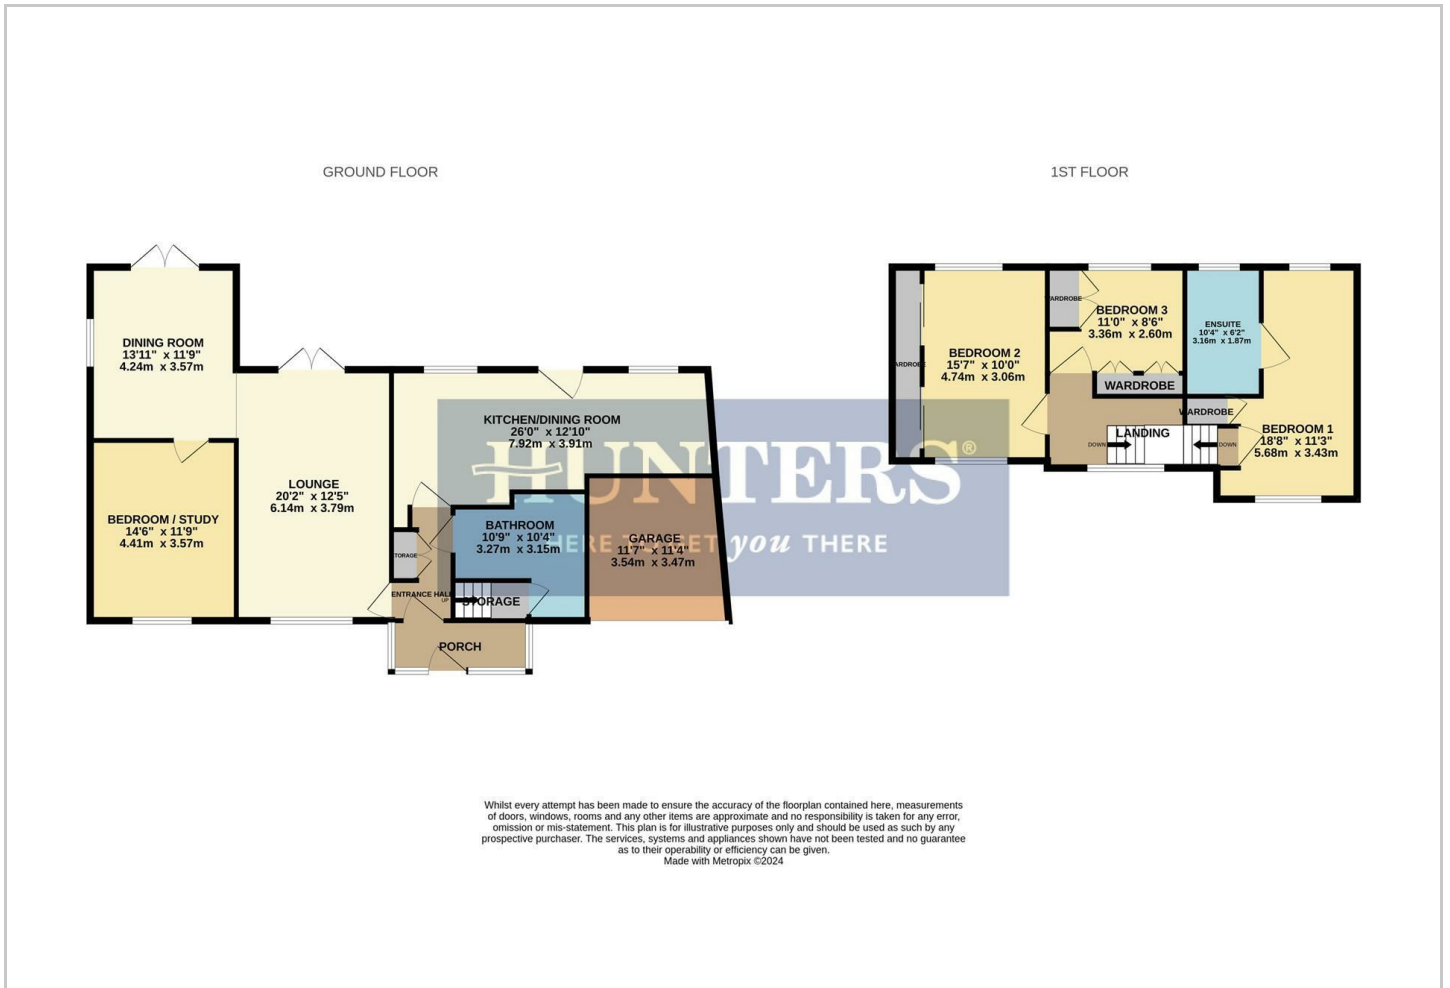 GROUND FLOOR
1ST FLOOR
DINING ROOM
13'11" x 11'9"
4.24m x 3.57m
KITCHEN/DINING ROOM
26'0" x 12'10"
7.92m x 3.91m
LOUNGE
20'2" x 12'5"
6.14m x 3.79m
BEDROOM / STUDY
14'6" x 11'9"
4.41m x 3.57m
BATHROOM
10'9" x 10'4"
3.27m x 3.15m
GARAGE
11'7" x 11'4"
3.54m x 3.47m
STORAGE
ENTRANCE HALL
UP
STORAGE
PORCH
WARDROBE
BEDROOM 2
15'7" x 10'0"
4.74m x 3.06m
WARDROBE
BEDROOM 3
11'0" x 8'6"
3.36m x 2.60m
WARDROBE
ENSUITE
10'4" x 6'2"
3.16m x 1.87m
WARDROBE
LANDING
DOWN
DOWN
BEDROOM 1
18'8" x 11'3"
5.68m x 3.43m
HUNTERS®
HERE TO GET you THERE
Whilst every attempt has been made to ensure the accuracy of the floorplan contained here, measurements
of doors, windows, rooms and any other items are approximate and no responsibility is taken for any error,
omission or mis-statement. This plan is for illustrative purposes only and should be used as such by any
prospective purchaser. The services, systems and appliances shown have not been tested and no guarantee
as to their operability or efficiency can be given.
Made with Metropix ©2024